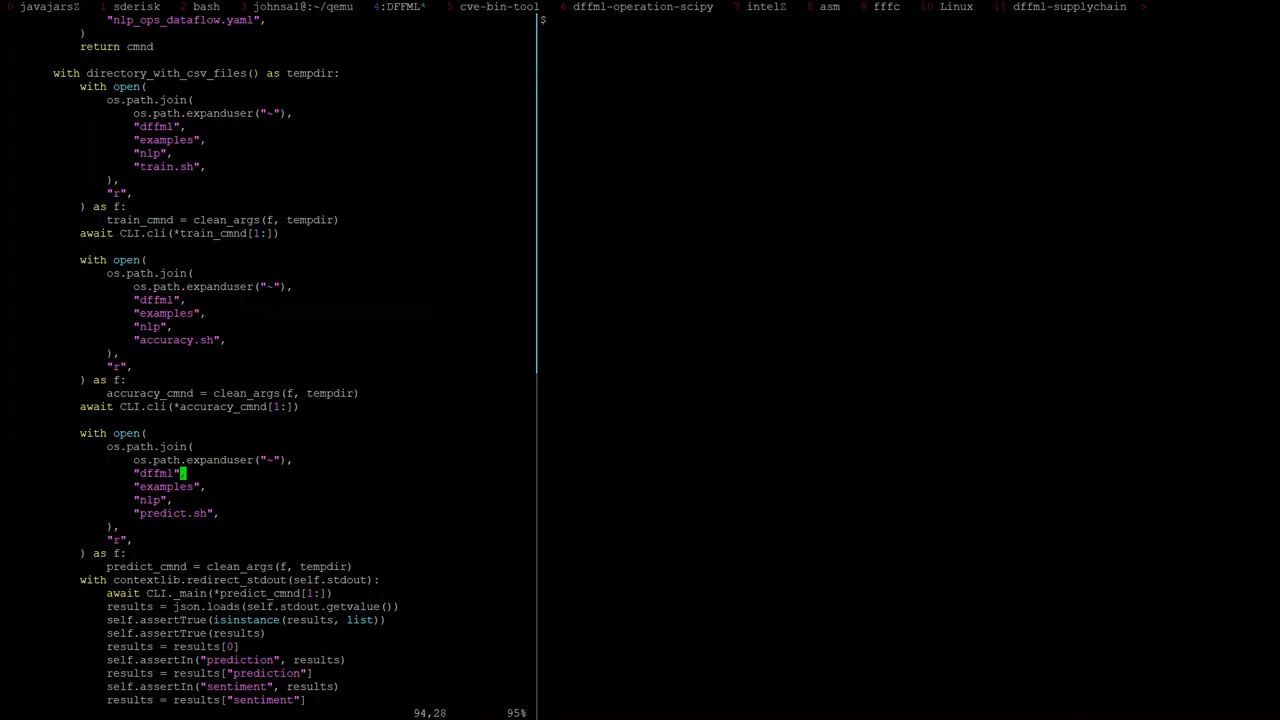 0 javajarsZ  1 sderisk  2 bash  3 johnsal@:~/qemu  4:DFFML*  5 cve-bin-tool  6 dffml-operation-scipy  7 intelZ  8 asm  9 fffc  10 Linux  11 dffml-supplychain  >
            "nlp_ops_dataflow.yaml",
        )
        return cmnd
    with directory_with_csv_files() as tempdir:
        with open(
            os.path.join(
                os.path.expanduser("~"),
                "dffml",
                "examples",
                "nlp",
                "train.sh",
            ),
            "r",
        ) as f:
            train_cmnd = clean_args(f, tempdir)
        await CLI.cli(*train_cmnd[1:])
        with open(
            os.path.join(
                os.path.expanduser("~"),
                "dffml",
                "examples",
                "nlp",
                "accuracy.sh",
            ),
            "r",
        ) as f:
            accuracy_cmnd = clean_args(f, tempdir)
        await CLI.cli(*accuracy_cmnd[1:])
        with open(
            os.path.join(
                os.path.expanduser("~"),
                "dffml",
                "examples",
                "nlp",
                "predict.sh",
            ),
            "r",
        ) as f:
            predict_cmnd = clean_args(f, tempdir)
        with contextlib.redirect_stdout(self.stdout):
            await CLI._main(*predict_cmnd[1:])
            results = json.loads(self.stdout.getvalue())
            self.assertTrue(isinstance(results, list))
            self.assertTrue(results)
            results = results[0]
            self.assertIn("prediction", results)
            results = results["prediction"]
            self.assertIn("sentiment", results)
            results = results["sentiment"]
94,28 95%
$